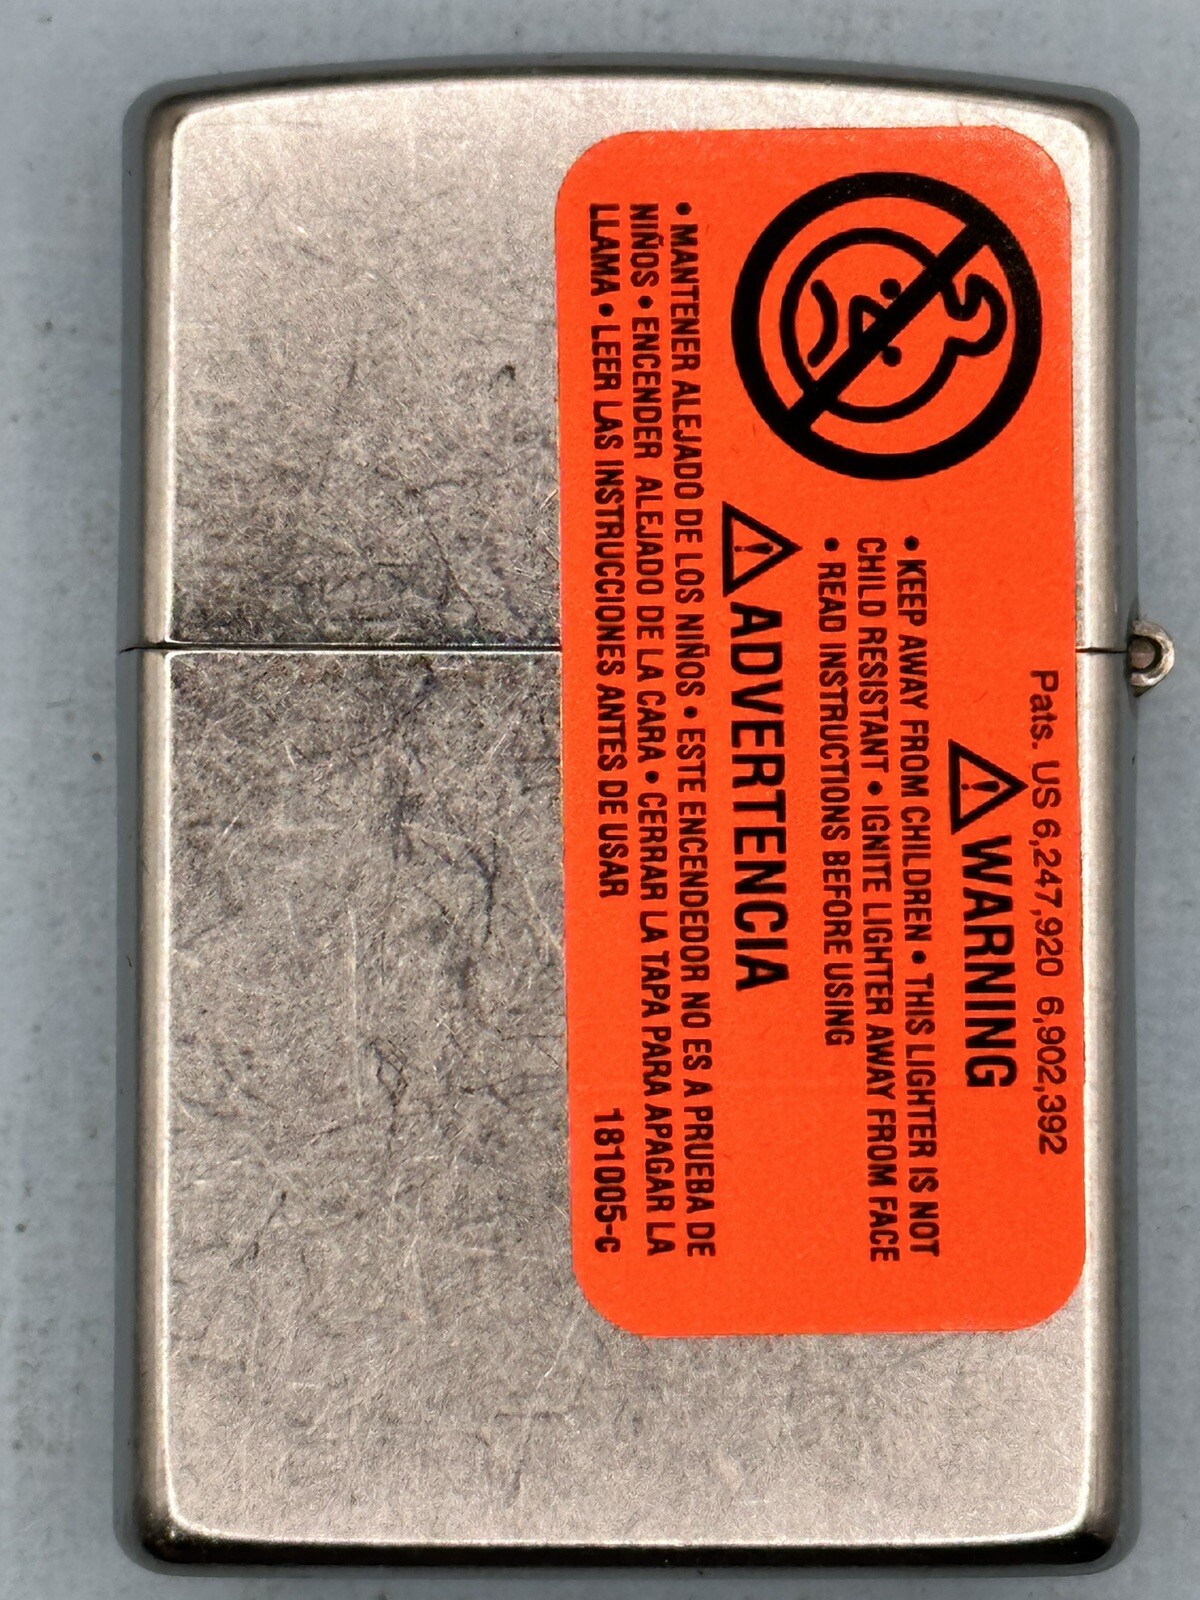 Pats. US 6,247,920 6,902,392
WARNING
• KEEP AWAY FROM CHILDREN • THIS LIGHTER IS NOT
CHILD RESISTANT • IGNITE LIGHTER AWAY FROM FACE
• READ INSTRUCTIONS BEFORE USING
ADVERTENCIA
• MANTENER ALEJADO DE LOS NIÑOS • ESTE ENCENDEDOR NO ES A PRUEBA DE
NIÑOS • ENCENDER ALEJADO DE LA CARA • CERRAR LA TAPA PARA APAGAR LA
LLAMA • LEER LAS INSTRUCCIONES ANTES DE USAR 181005-c